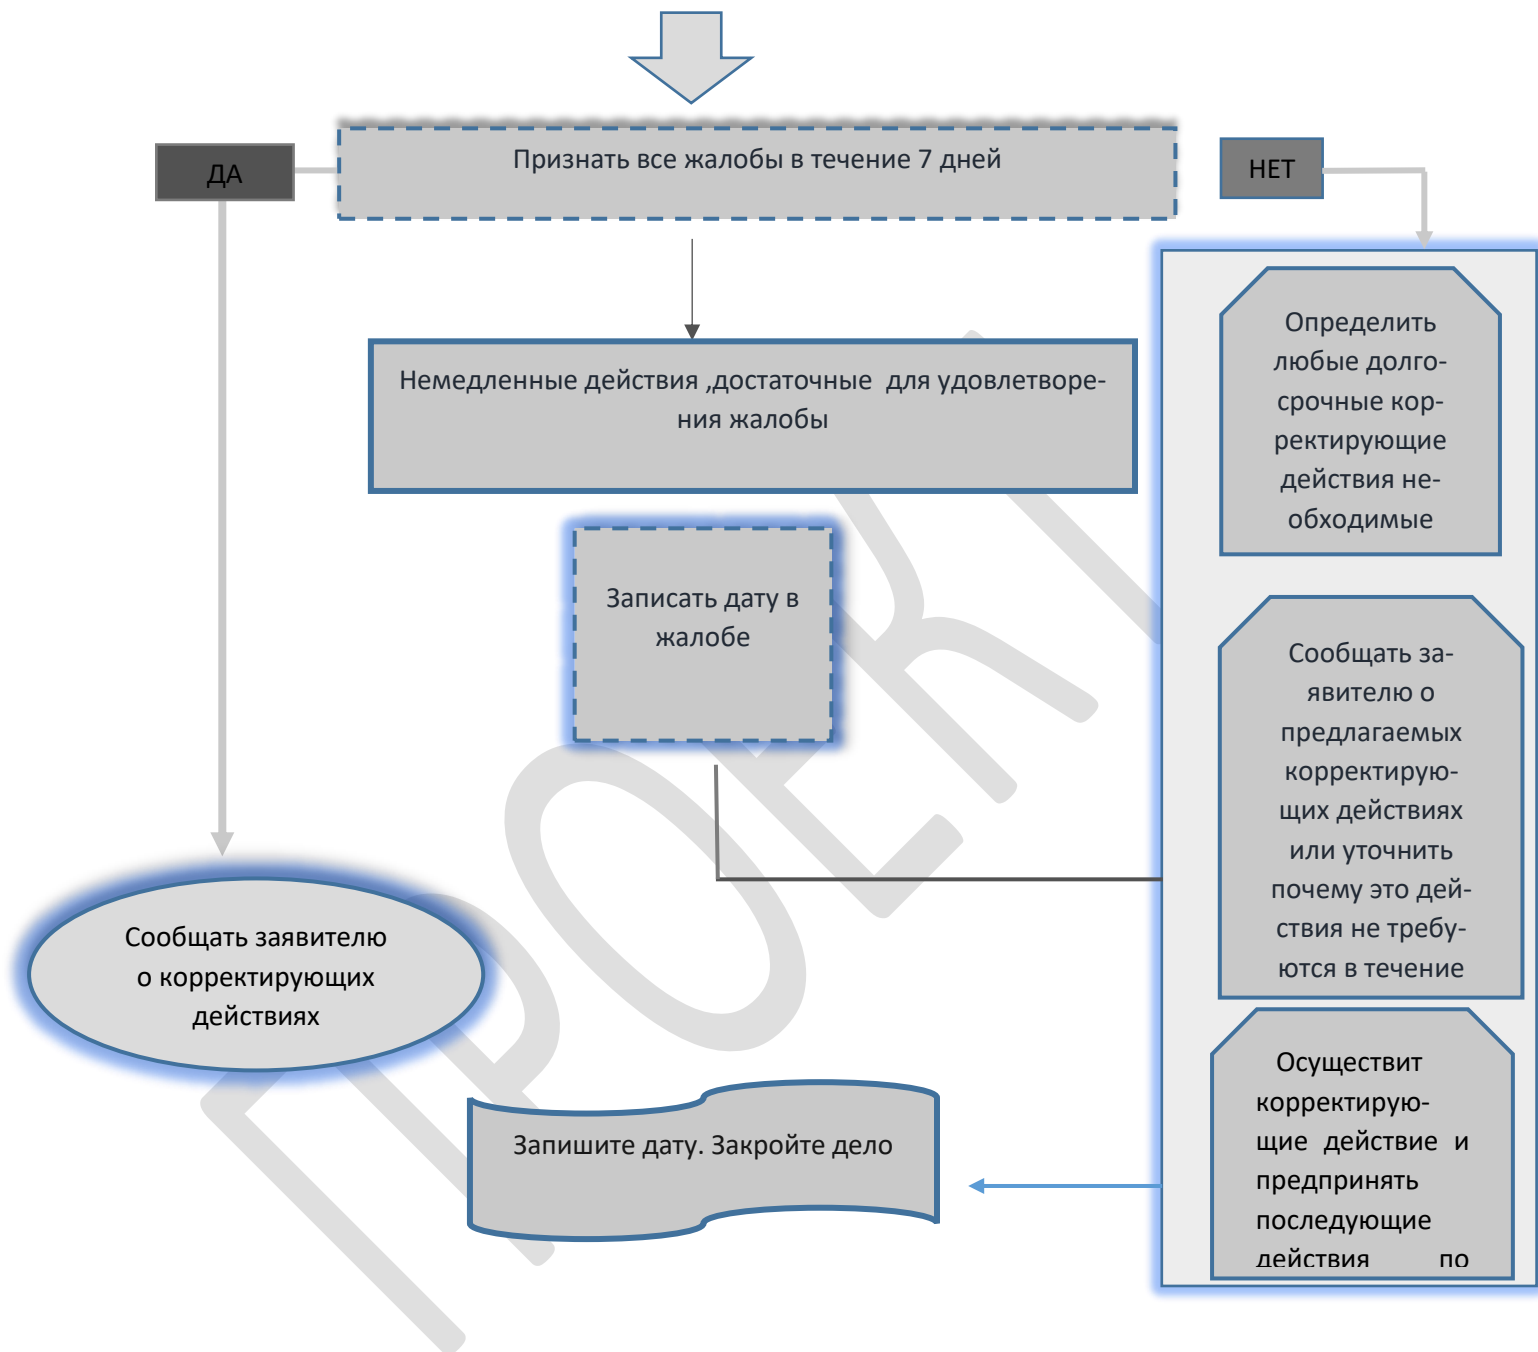 ДА
Признать все жалобы в течение 7 дней
НЕТ
Немедленные действия ,достаточные для удовлетворе-
ния жалобы
Записать дату в
жалобе
Определить
любые долго-
срочные кор-
ректирующие
действия не-
обходимые
Сообщать за-
явителю о
предлагаемых
корректирую-
щих действиях
или уточнить
почему это дей-
ствия не требу-
ются в течение
Осуществит
корректирую-
щие действие и
предпринять
последующие
действия по
Сообщать заявителю
о корректирующих
действиях
Запишите дату. Закройте дело
ПРОЕКТ